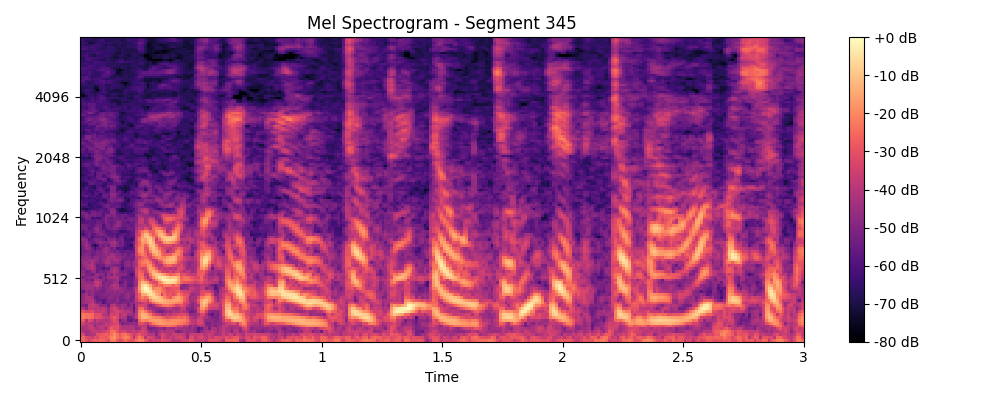 Mel Spectrogram - Segment 345
+0 dB
-10 dB
-20 dB
-30 dB
-40 dB
-50 dB
-60 dB
-70 dB
-80 dB
Frequency
4096
2048
1024
512
0
0 0.5 1 1.5 2 2.5 3
Time